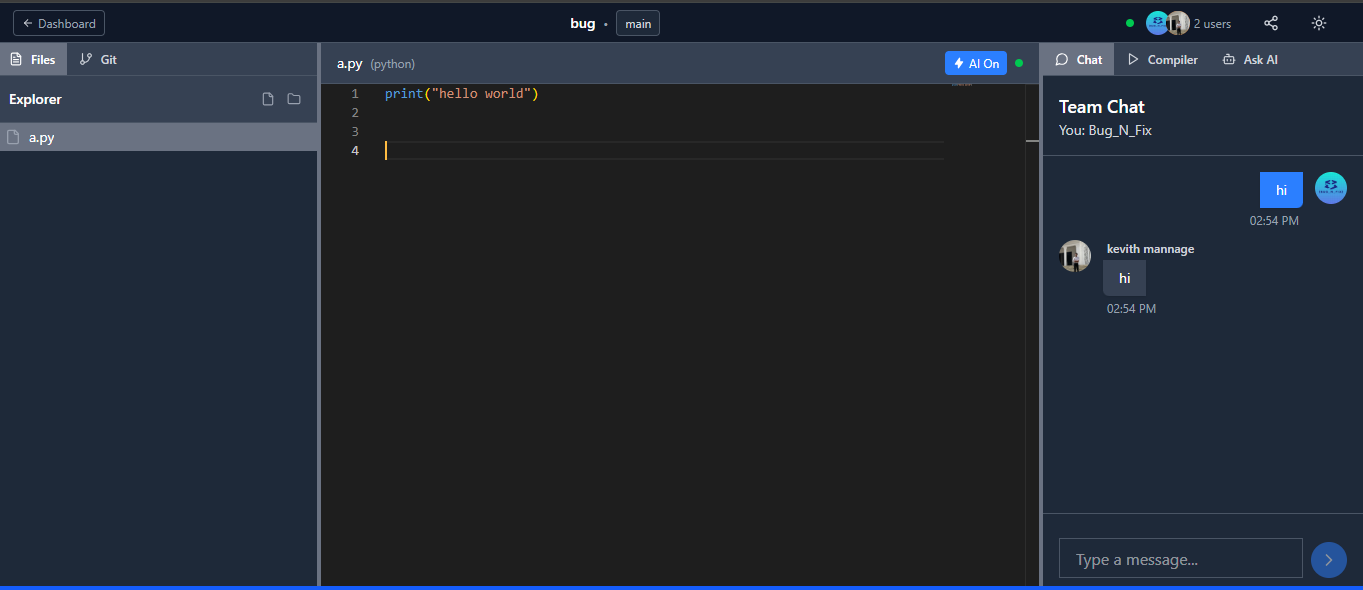 Dashboard
bug • main
2 users
Files
Git
a.py (python)
AI On
Chat
Compiler
Ask AI
Explorer
a.py
1 print("hello world")
2
3
4
Team Chat
You: Bug_N_Fix
hi
02:54 PM
kevith mannage
hi
02:54 PM
Type a message...